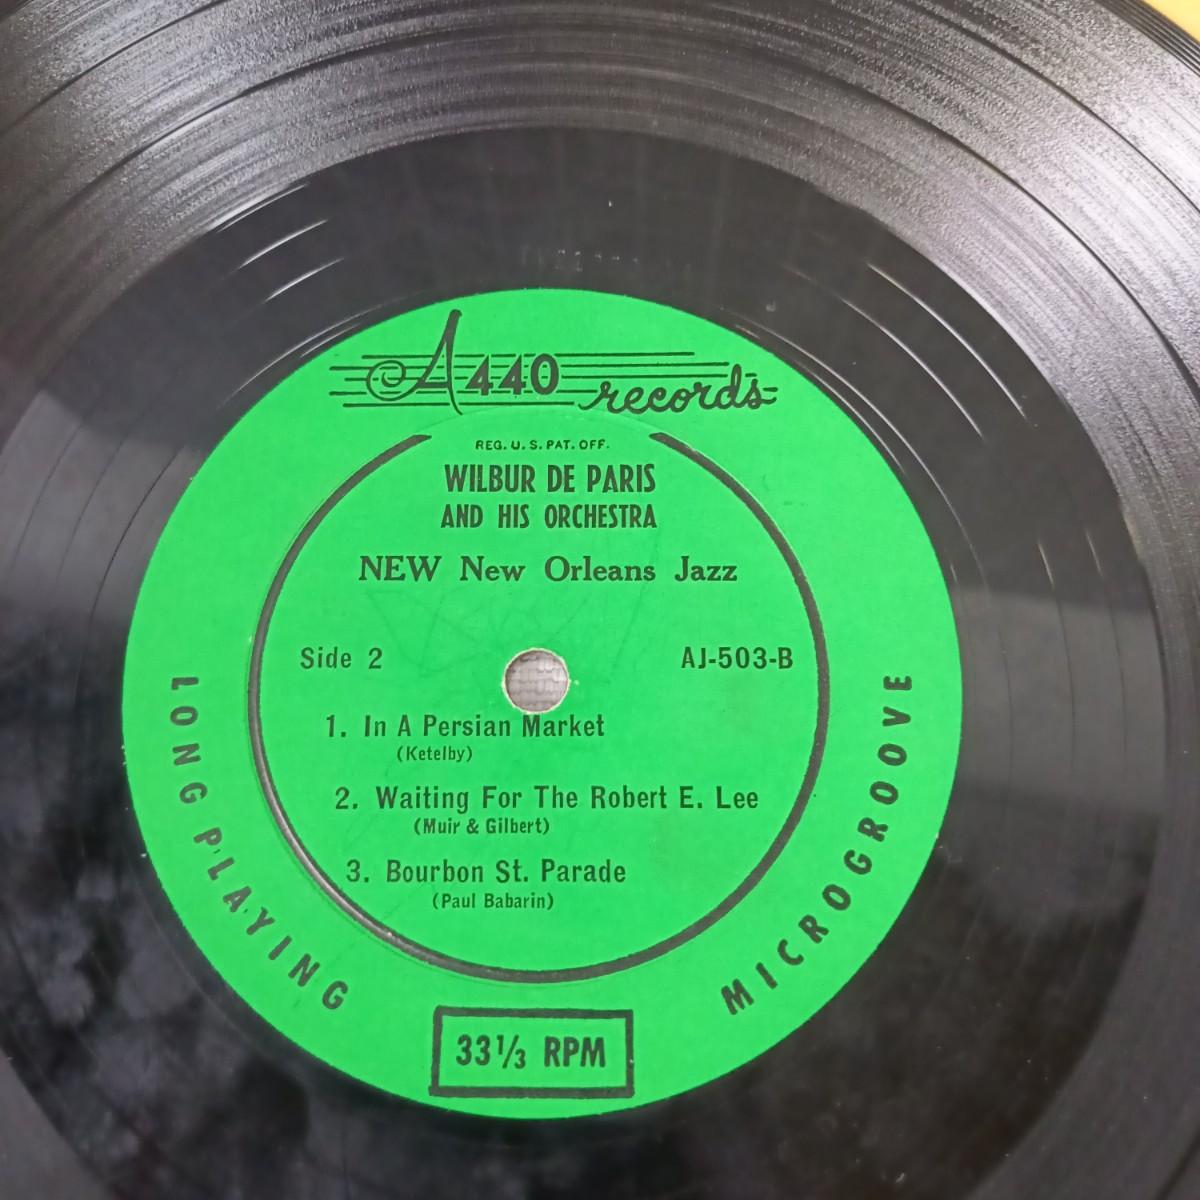 A440 records
REG. U. S. PAT. OFF.
WILBUR DE PARIS
AND HIS ORCHESTRA
NEW New Orleans Jazz
Side 2
AJ-503-B
1. In A Persian Market
(Ketelby)
2. Waiting For The Robert E. Lee
(Muir & Gilbert)
3. Bourbon St. Parade
(Paul Babarin)
LONG PLAYING
MICROGROOVE
33⅓ RPM